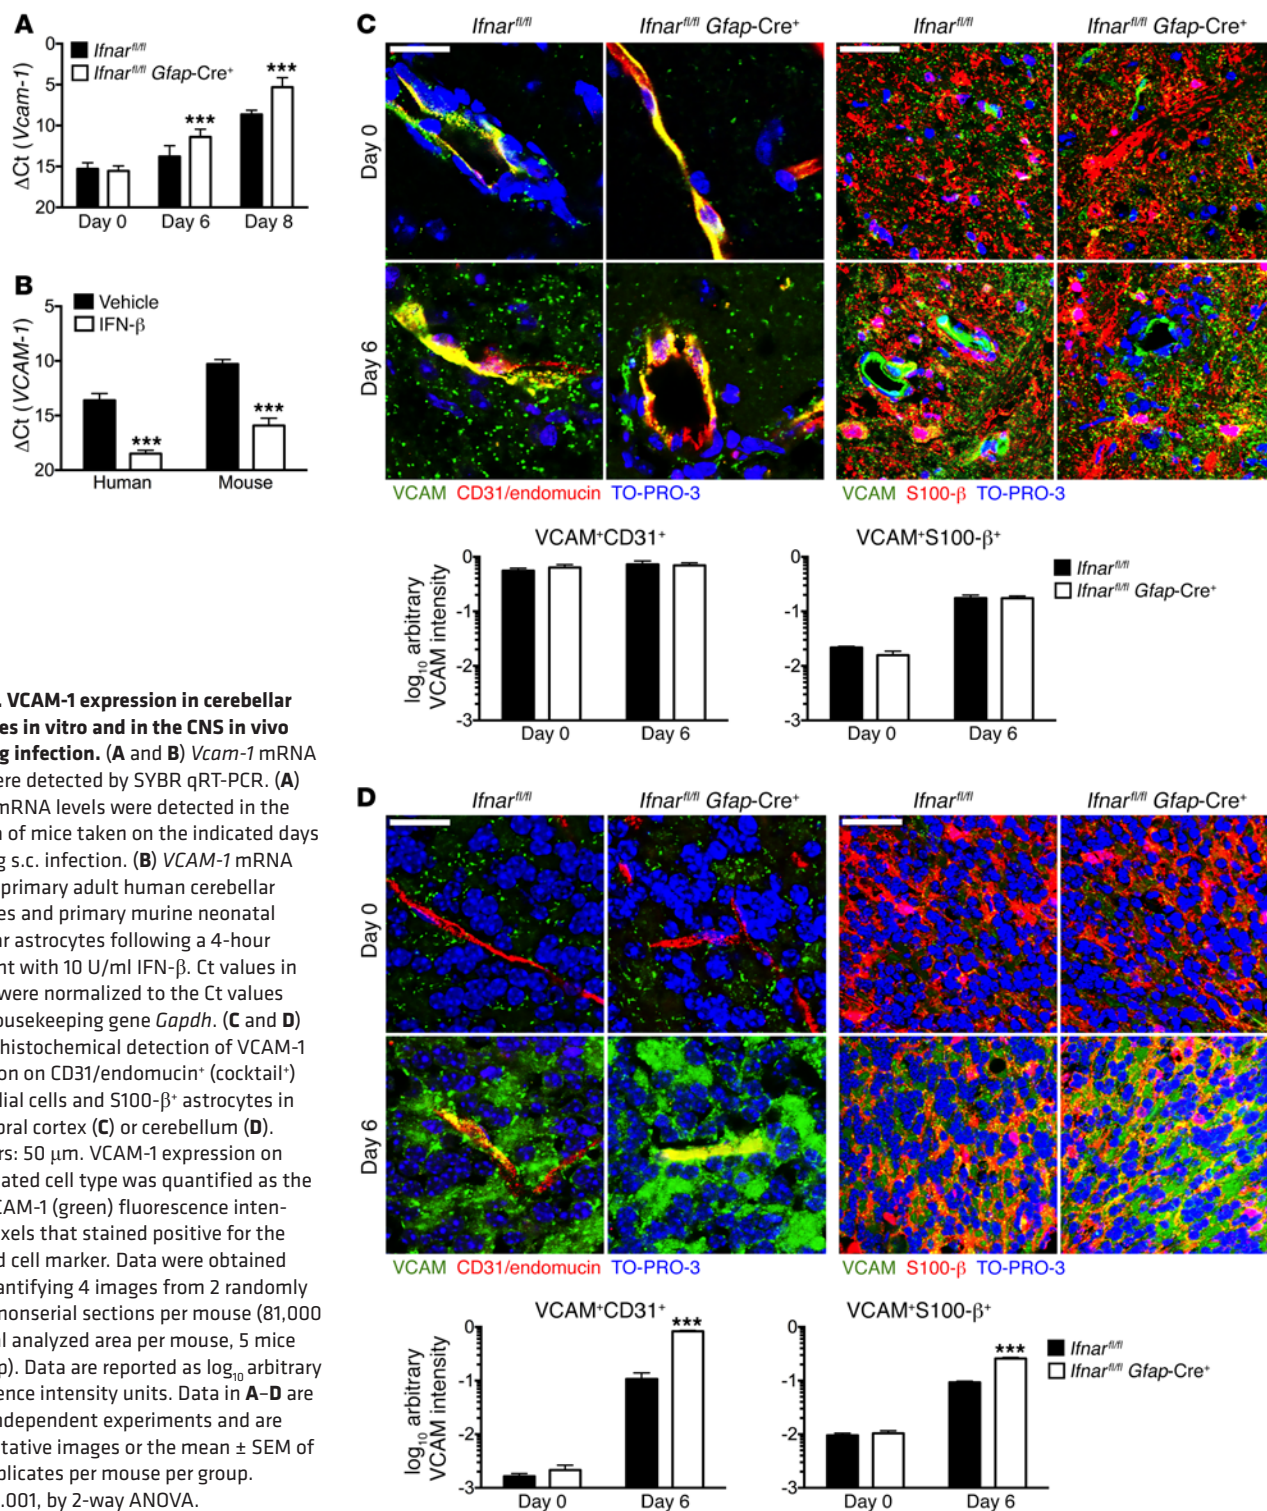 A
Ifnar^fl/fl
Ifnar^fl/fl Gfap-Cre⁺
ΔCt (Vcam-1)
0
5
10
15
20
***
***
Day 0
Day 6
Day 8
B
Vehicle
IFN-β
ΔCt (VCAM-1)
5
10
15
20
***
***
Human
Mouse
C
Ifnar^fl/fl
Ifnar^fl/fl Gfap-Cre⁺
Ifnar^fl/fl
Ifnar^fl/fl Gfap-Cre⁺
Day 0
Day 6
VCAM CD31/endomucin TO-PRO-3
VCAM S100-β TO-PRO-3
VCAM⁺CD31⁺
log₁₀ arbitrary
VCAM intensity
0
-1
-2
-3
Day 0
Day 6
VCAM⁺S100-β⁺
0
-1
-2
-3
Day 0
Day 6
Ifnar^fl/fl
Ifnar^fl/fl Gfap-Cre⁺
. VCAM-1 expression in cerebellar
es in vitro and in the CNS in vivo
g infection. (A and B) Vcam-1 mRNA
ere detected by SYBR qRT-PCR. (A)
mRNA levels were detected in the
n of mice taken on the indicated days
g s.c. infection. (B) VCAM-1 mRNA
primary adult human cerebellar
es and primary murine neonatal
ar astrocytes following a 4-hour
nt with 10 U/ml IFN-β. Ct values in
were normalized to the Ct values
ousekeeping gene Gapdh. (C and D)
histochemical detection of VCAM-1
on on CD31/endomucin⁺ (cocktail⁺)
lial cells and S100-β⁺ astrocytes in
bral cortex (C) or cerebellum (D).
rs: 50 μm. VCAM-1 expression on
ated cell type was quantified as the
CAM-1 (green) fluorescence inten-
xels that stained positive for the
d cell marker. Data were obtained
antifying 4 images from 2 randomly
nonserial sections per mouse (81,000
al analyzed area per mouse, 5 mice
p). Data are reported as log₁₀ arbitrary
ence intensity units. Data in A–D are
ndependent experiments and are
tative images or the mean ± SEM of
plicates per mouse per group.
.001, by 2-way ANOVA.
D
Ifnar^fl/fl
Ifnar^fl/fl Gfap-Cre⁺
Ifnar^fl/fl
Ifnar^fl/fl Gfap-Cre⁺
Day 0
Day 6
VCAM CD31/endomucin TO-PRO-3
VCAM S100-β TO-PRO-3
VCAM⁺CD31⁺
log₁₀ arbitrary
VCAM intensity
0
-1
-2
-3
***
Day 0
Day 6
VCAM⁺S100-β⁺
0
-1
-2
-3
***
Day 0
Day 6
Ifnar^fl/fl
Ifnar^fl/fl Gfap-Cre⁺